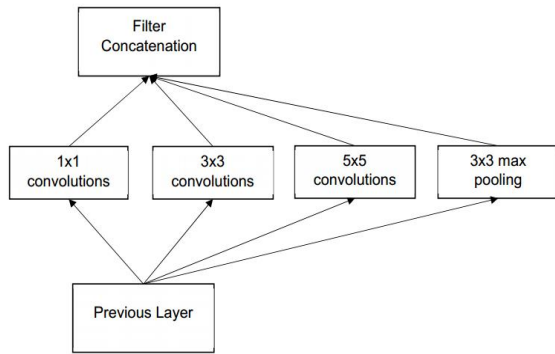 Filter
Concatenation
1x1
convolutions
3x3
convolutions
5x5
convolutions
3x3 max
pooling
Previous Layer